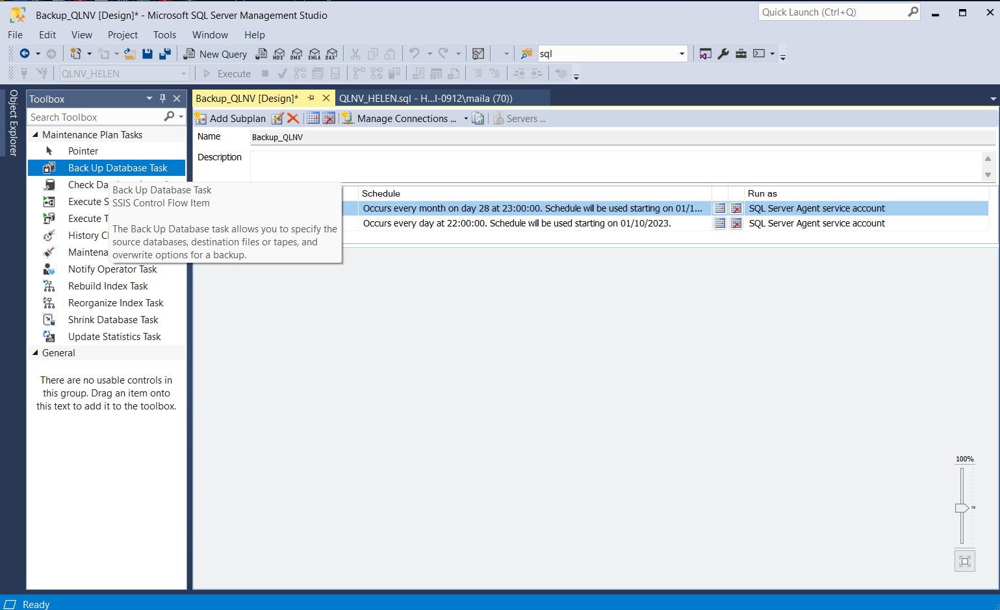 Backup_QLNV [Design]* - Microsoft SQL Server Management Studio
Quick Launch (Ctrl+Q)
File Edit View Project Tools Window Help
New Query MDX DMX XMLA DAX sql
QLNV_HELEN Execute
Object Explorer
Toolbox
Search Toolbox
Maintenance Plan Tasks
Pointer
Back Up Database Task
Check Da
Execute S
Execute T
History Cl
Maintena
Notify Operator Task
Rebuild Index Task
Reorganize Index Task
Shrink Database Task
Update Statistics Task
General
There are no usable controls in
this group. Drag an item onto
this text to add it to the toolbox.
Back Up Database Task
SSIS Control Flow Item
The Back Up Database task allows you to specify the
source databases, destination files or tapes, and
overwrite options for a backup.
Backup_QLNV [Design]* QLNV_HELEN.sql - H...I-0912\maila (70))
Add Subplan Manage Connections ... Servers ...
Name Backup_QLNV
Description
Schedule Run as
Occurs every month on day 28 at 23:00:00. Schedule will be used starting on 01/1... SQL Server Agent service account
Occurs every day at 22:00:00. Schedule will be used starting on 01/10/2023. SQL Server Agent service account
100%
Ready